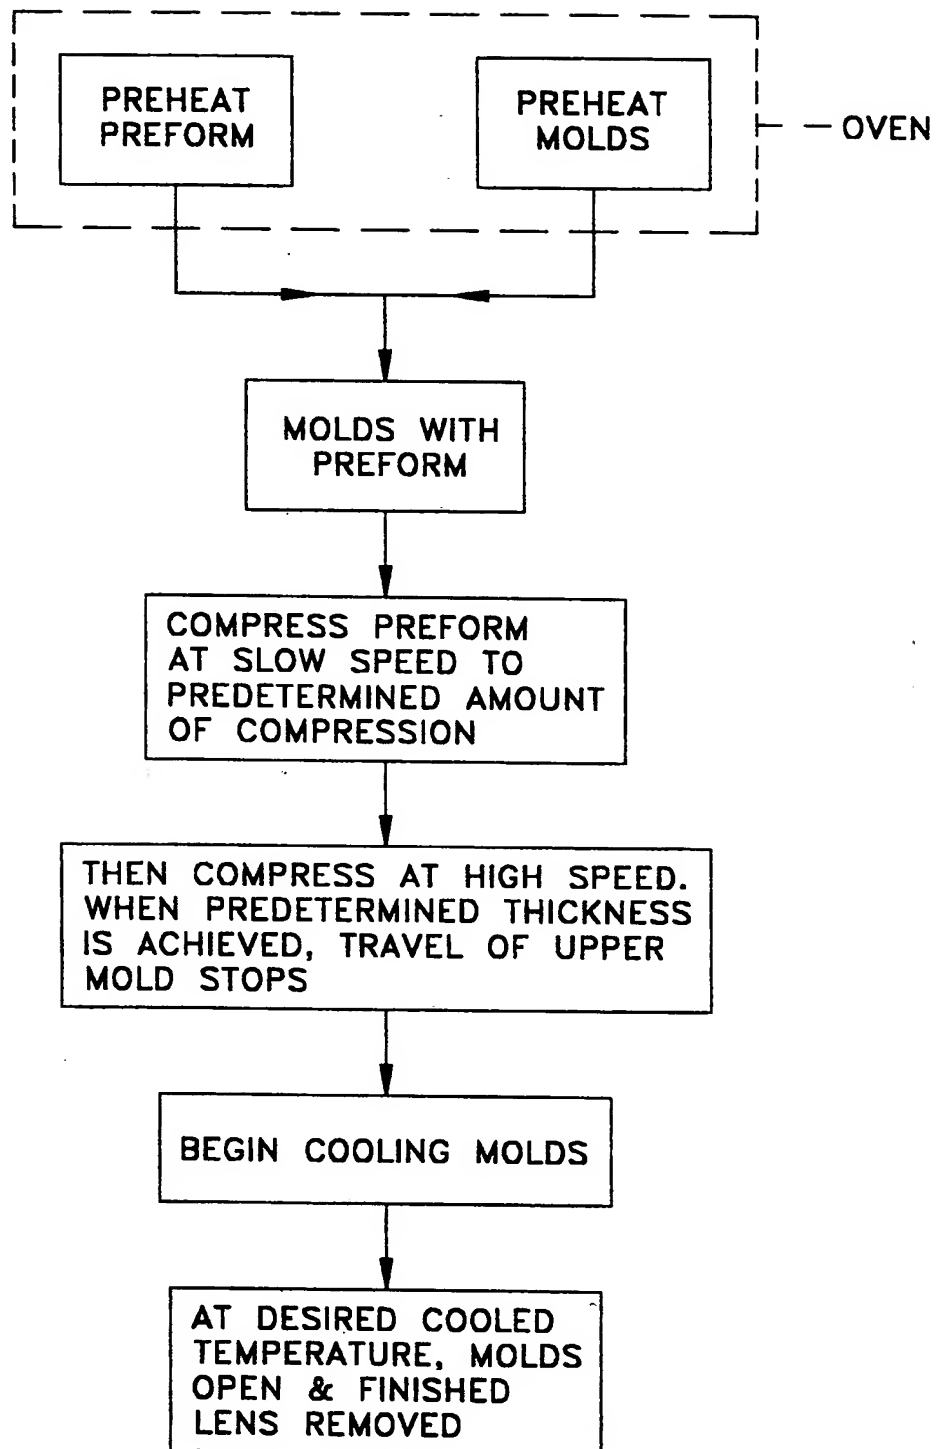 PREHEAT
PREFORM
PREHEAT
MOLDS
OVEN
MOLDS WITH
PREFORM
COMPRESS PREFORM
AT SLOW SPEED TO
PREDETERMINED AMOUNT
OF COMPRESSION
THEN COMPRESS AT HIGH SPEED.
WHEN PREDETERMINED THICKNESS
IS ACHIEVED, TRAVEL OF UPPER
MOLD STOPS
BEGIN COOLING MOLDS
AT DESIRED COOLED
TEMPERATURE, MOLDS
OPEN & FINISHED
LENS REMOVED